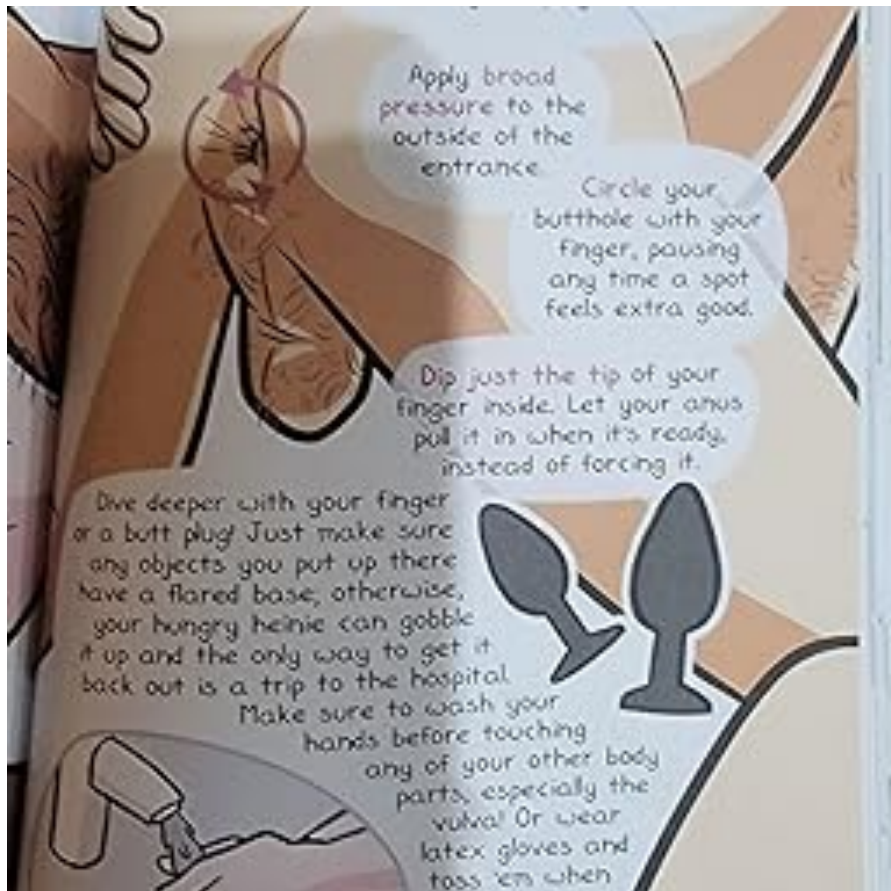 Apply broad
pressure to the
outside of the
entrance.
Circle your
butthole with your
finger, pausing
any time a spot
feels extra good.
Dip just the tip of your
finger inside. Let your anus
pull it in when it's ready,
instead of forcing it.
Dive deeper with your finger
or a butt plug! Just make sure
any objects you put up there
have a flared base, otherwise,
your hungry heinie can gobble
it up and the only way to get it
back out is a trip to the hospital.
Make sure to wash your
hands before touching
any of your other body
parts, especially the
vulva! Or wear
latex gloves and
toss 'em when